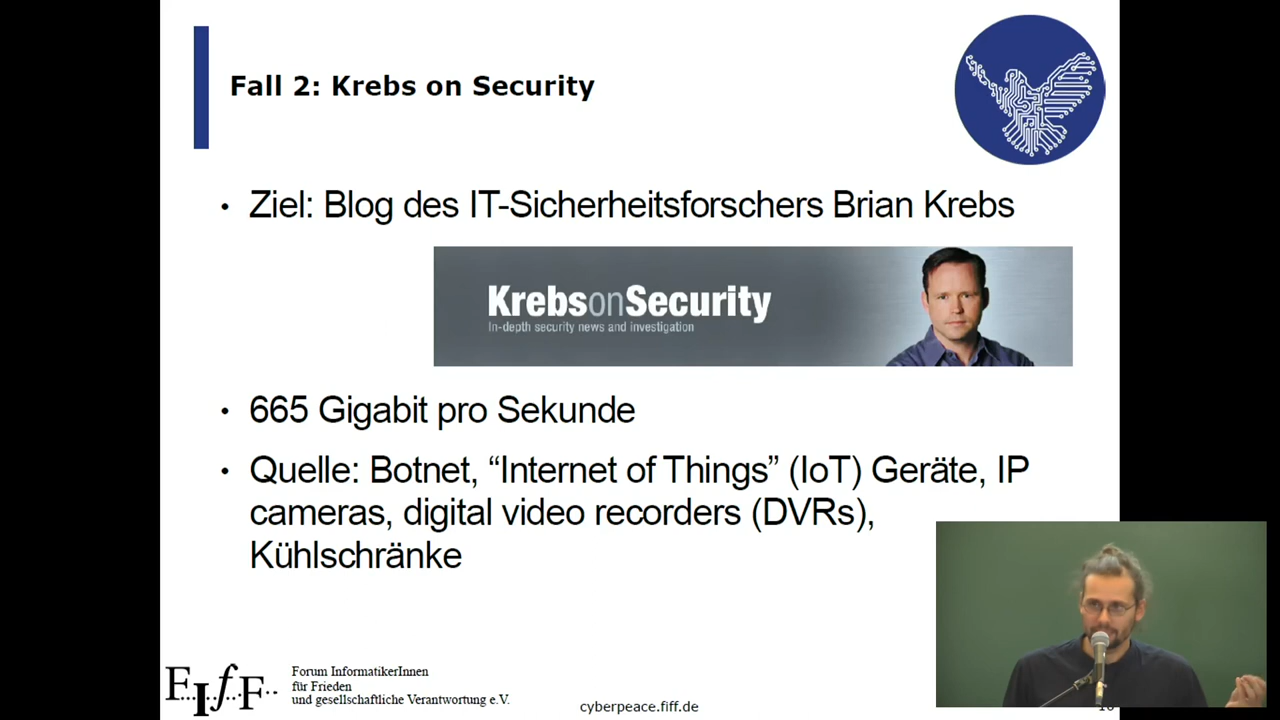 Fall 2: Krebs on Security
• Ziel: Blog des IT-Sicherheitsforschers Brian Krebs
KrebsonSecurity
In-depth security news and investigation
• 665 Gigabit pro Sekunde
• Quelle: Botnet, “Internet of Things” (IoT) Geräte, IP
cameras, digital video recorders (DVRs),
Kühlschränke
FIfF
Forum InformatikerInnen
für Frieden
und gesellschaftliche Verantwortung e.V.
cyberpeace.fiff.de